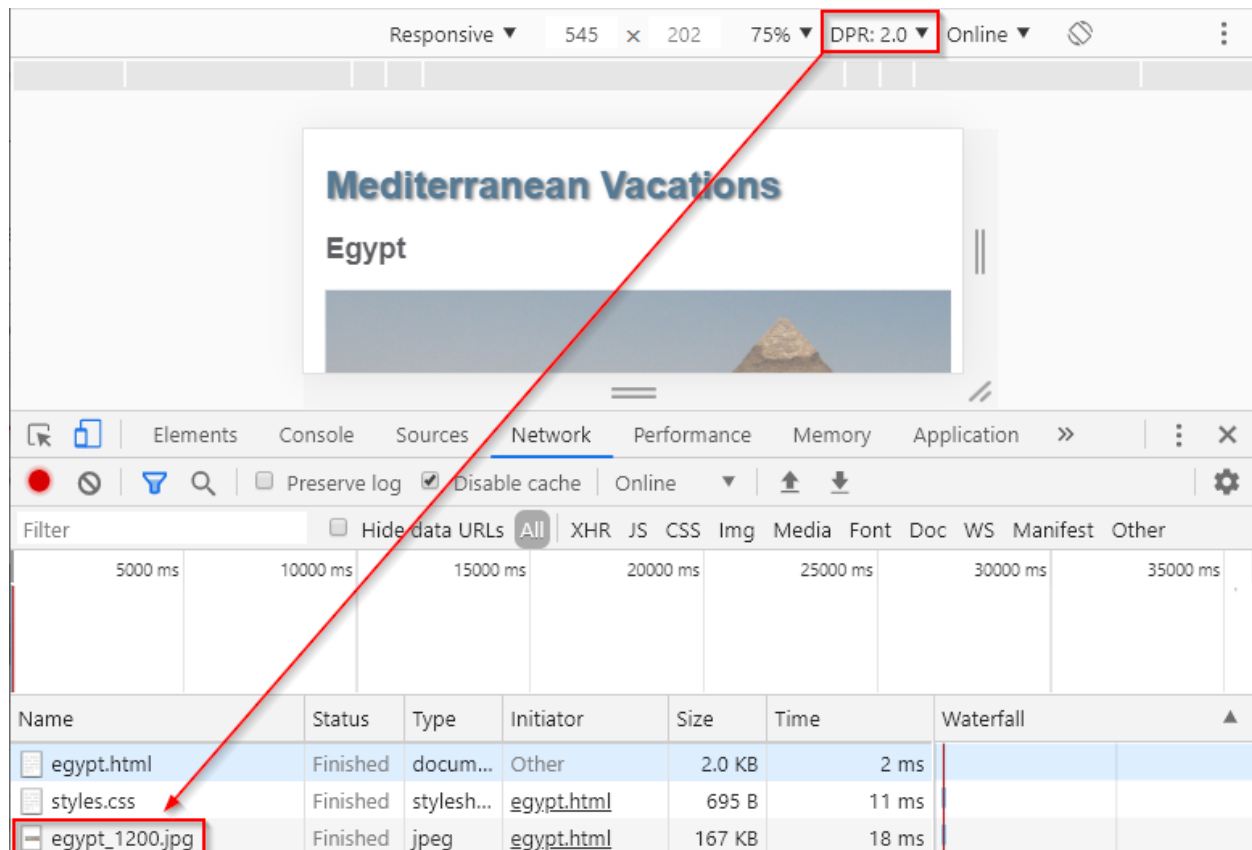 Responsive ▼ 545 × 202 75% ▼ DPR: 2.0 ▼ Online ▼
Mediterranean Vacations
Egypt
Elements Console Sources Network Performance Memory Application »
Preserve log Disable cache Online ▼
Filter Hide data URLs All XHR JS CSS Img Media Font Doc WS Manifest Other
5000 ms 10000 ms 15000 ms 20000 ms 25000 ms 30000 ms 35000 ms
Name Status Type Initiator Size Time Waterfall ▲
egypt.html Finished docum... Other 2.0 KB 2 ms
styles.css Finished stylesh... egypt.html 695 B 11 ms
egypt_1200.jpg Finished jpeg egypt.html 167 KB 18 ms